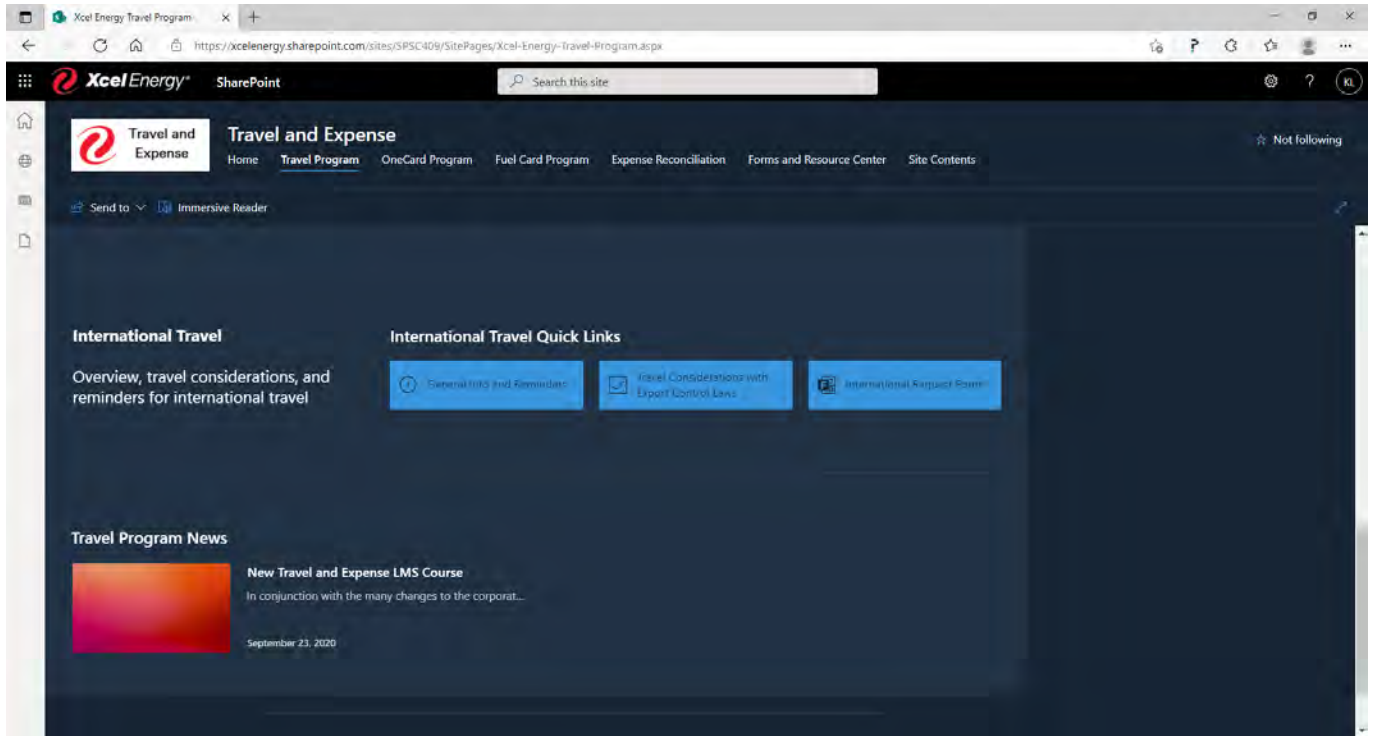 Xcel Energy Travel Program
https://xcelenergy.sharepoint.com/sites/SPSC409/SitePages/Xcel-Energy-Travel-Program.aspx
Xcel Energy® SharePoint Search this site ? KL
Travel and Expense
Travel and Expense
Not following
Home Travel Program OneCard Program Fuel Card Program Expense Reconciliation Forms and Resource Center Site Contents
Send to Immersive Reader
International Travel
International Travel Quick Links
Overview, travel considerations, and
reminders for international travel
General Info and Reminders
Travel Considerations with
Export Control Laws
International Request Form
Travel Program News
New Travel and Expense LMS Course
In conjunction with the many changes to the corporat...
September 23, 2020